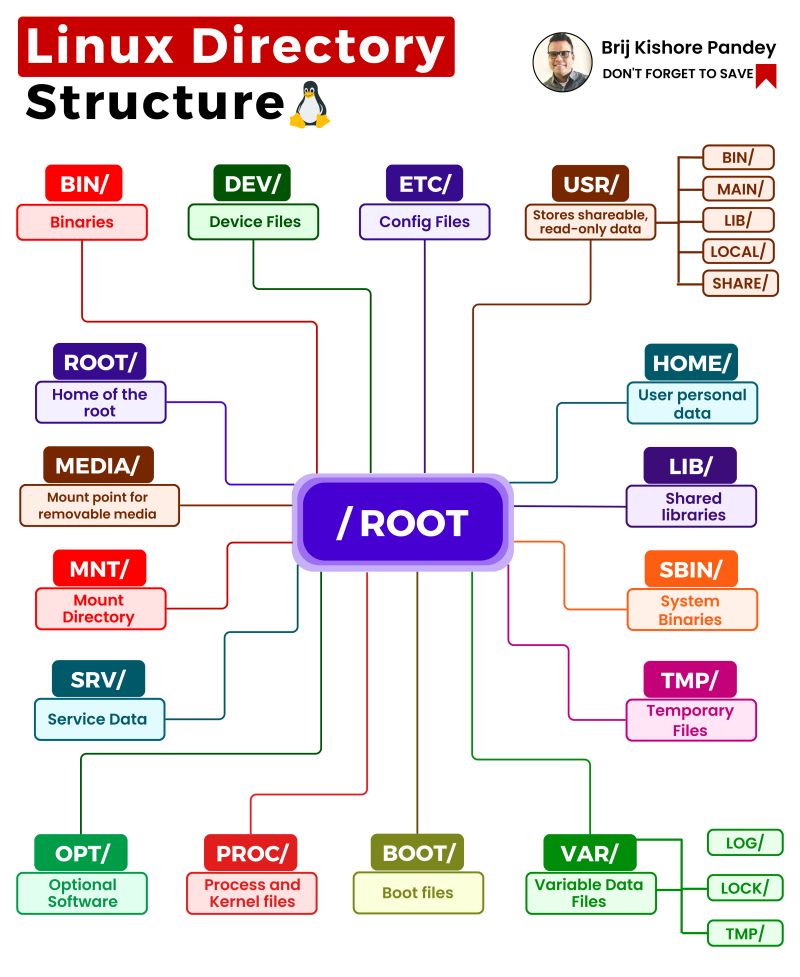 Linux Directory
Structure
Brij Kishore Pandey
DON'T FORGET TO SAVE
BIN/
Binaries
DEV/
Device Files
ETC/
Config Files
USR/
Stores shareable,
read-only data
BIN/
MAIN/
LIB/
LOCAL/
SHARE/
ROOT/
Home of the
root
HOME/
User personal
data
MEDIA/
Mount point for
removable media
LIB/
Shared
libraries
/ ROOT
MNT/
Mount
Directory
SBIN/
System
Binaries
SRV/
Service Data
TMP/
Temporary
Files
OPT/
Optional
Software
PROC/
Process and
Kernel files
BOOT/
Boot files
VAR/
Variable Data
Files
LOG/
LOCK/
TMP/